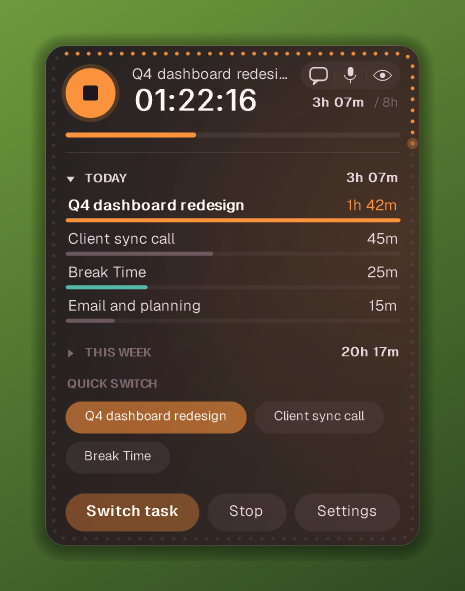 Q4 dashboard redesi...
01:22:16
3h 07m / 8h
TODAY 3h 07m
Q4 dashboard redesign 1h 42m
Client sync call 45m
Break Time 25m
Email and planning 15m
THIS WEEK 20h 17m
QUICK SWITCH
Q4 dashboard redesign Client sync call
Break Time
Switch task Stop Settings